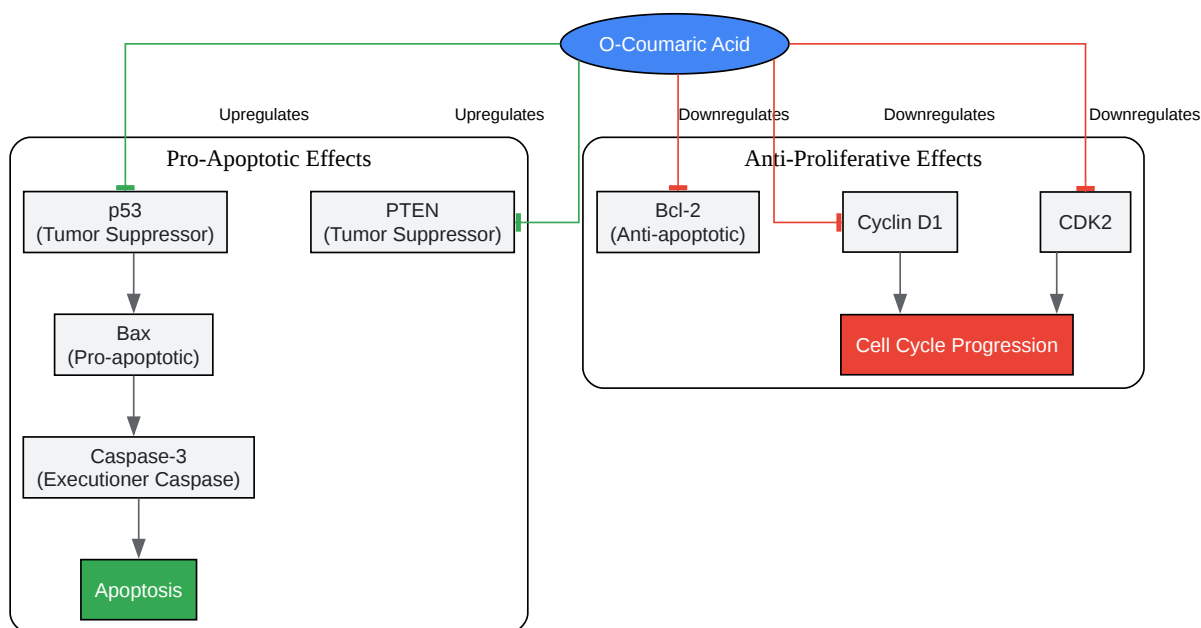 O-Coumaric Acid
Upregulates
Upregulates
Downregulates
Downregulates
Downregulates
Pro-Apoptotic Effects
Anti-Proliferative Effects
p53
(Tumor Suppressor)
PTEN
(Tumor Suppressor)
Bcl-2
(Anti-apoptotic)
Cyclin D1
CDK2
Bax
(Pro-apoptotic)
Cell Cycle Progression
Caspase-3
(Executioner Caspase)
Apoptosis